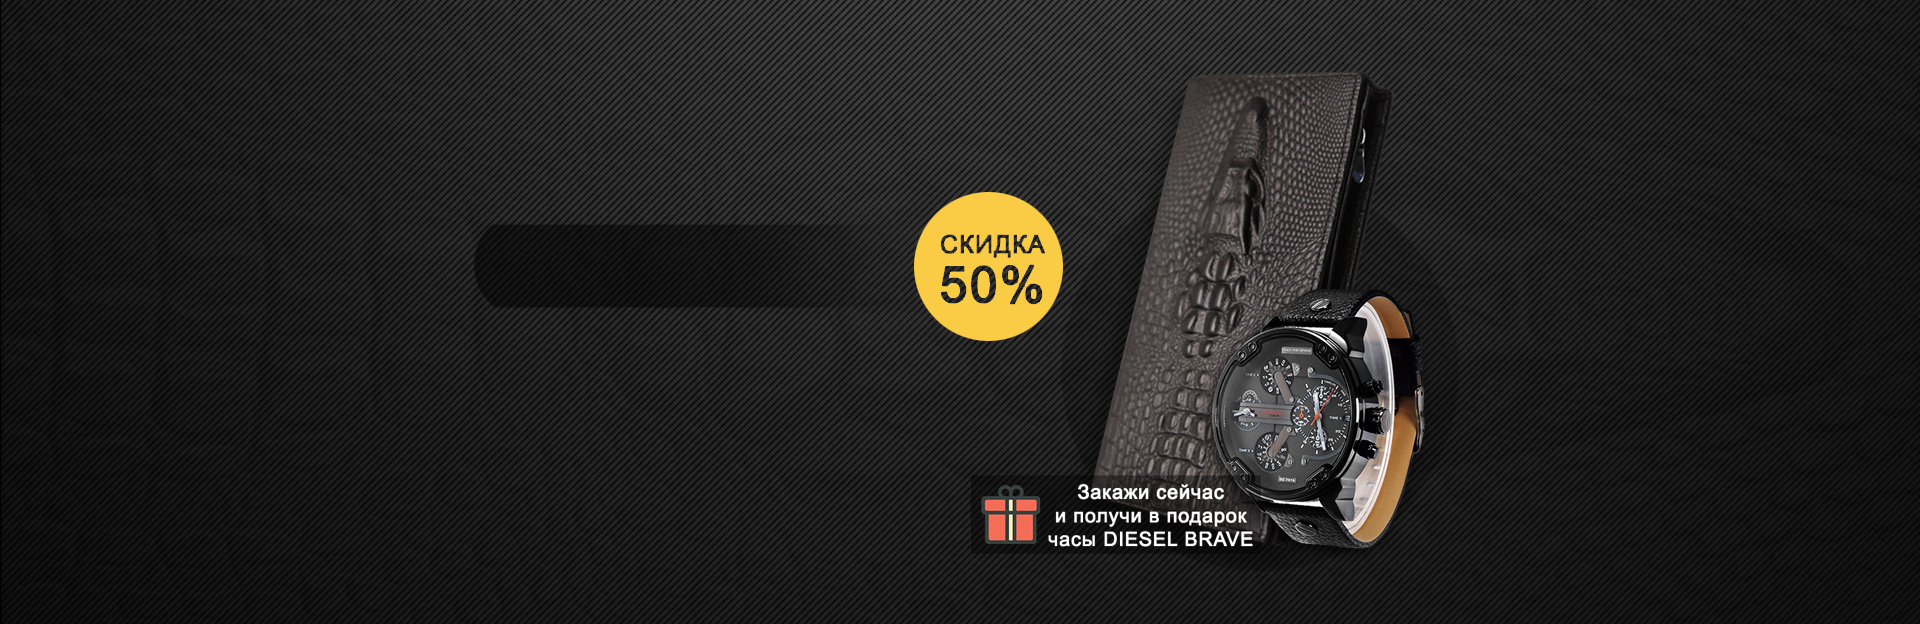 СКИДКА
50%
Закажи сейчас
и получи в подарок
часы DIESEL BRAVE